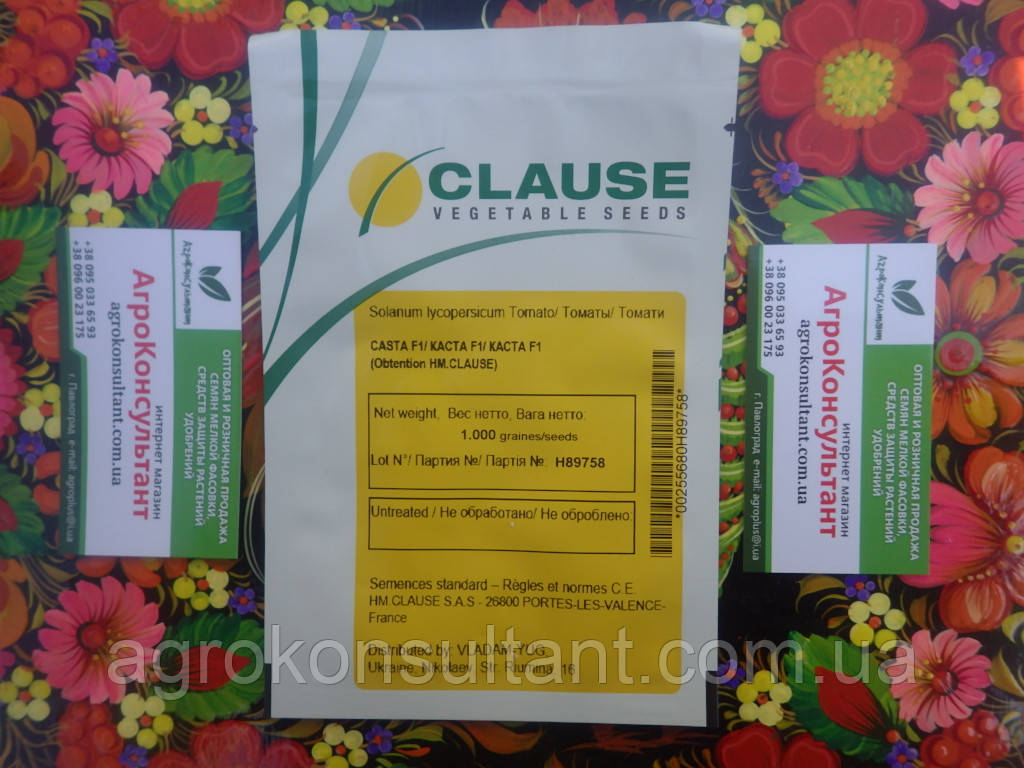 CLAUSE
VEGETABLE SEEDS
Solanum lycopersicum Tomato/ Томаты/ Томати
CASTA F1/ КАСТА F1/ КАСТА F1
(Obtention HM.CLAUSE)
Net weight, Вес нетто, Вага нетто:
1.000 graines/seeds
Lot N°/ Партия №/ Партія №: H89758
Untreated / Не обработано/ Не оброблено:
*00255680H89758*
Semences standard – Règles et normes C.E.
HM.CLAUSE S.A.S - 26800 PORTES-LES-VALENCE-
France
Distributed by: VLADAM-YUG
Ukraine, Nikolaev, Str. Riumina, 16
АгроКонсультант
ОПТОВАЯ И РОЗНИЧНАЯ ПРОДАЖА
СЕМЯН МЕЛКОЙ ФАСОВКИ,
СРЕДСТВ ЗАЩИТЫ РАСТЕНИЙ
УДОБРЕНИЙ
интернет магазин
АгроКонсультант
agrokonsultant.com.ua
+38 095 033 65 93
+38 096 00 23 175
г. Павлоград e-mail: agroplus@i.ua
АгроКонсультант
ОПТОВАЯ И РОЗНИЧНАЯ ПРОДАЖА
СЕМЯН МЕЛКОЙ ФАСОВКИ,
СРЕДСТВ ЗАЩИТЫ РАСТЕНИЙ
УДОБРЕНИЙ
интернет магазин
АгроКонсультант
agrokonsultant.com.ua
+38 095 033 65 93
+38 096 00 23 175
г. Павлоград e-mail: agroplus@i.ua
agrokonsultant.com.ua